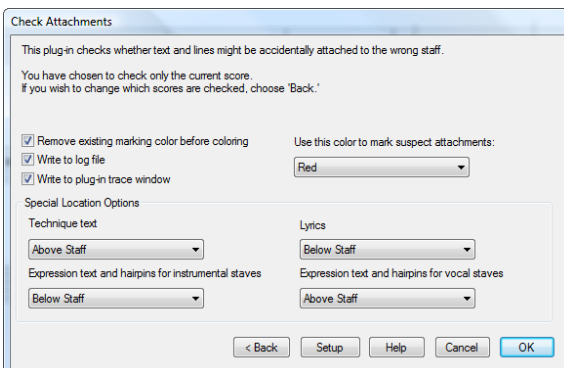 Check Attachments
This plug-in checks whether text and lines might be accidentally attached to the wrong staff.
You have chosen to check only the current score.
If you wish to change which scores are checked, choose 'Back.'
Remove existing marking color before coloring
Write to log file
Write to plug-in trace window
Use this color to mark suspect attachments:
Red
Special Location Options
Technique text
Above Staff
Lyrics
Below Staff
Expression text and hairpins for instrumental staves
Below Staff
Expression text and hairpins for vocal staves
Above Staff
< Back
Setup
Help
Cancel
OK